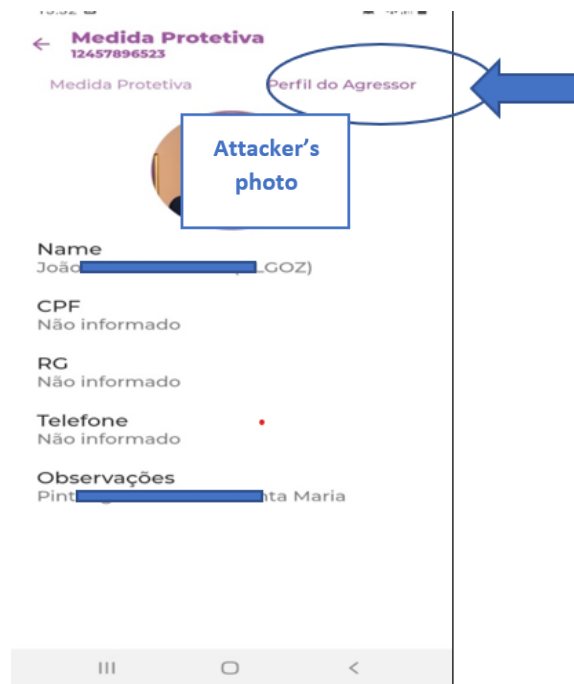 Medida Protetiva
12457896523
Medida Protetiva Perfil do Agressor
Attacker's
photo
Name
João LGOZ)
CPF
Não informado
RG
Não informado
Telefone
Não informado
Observações
Pint nta Maria